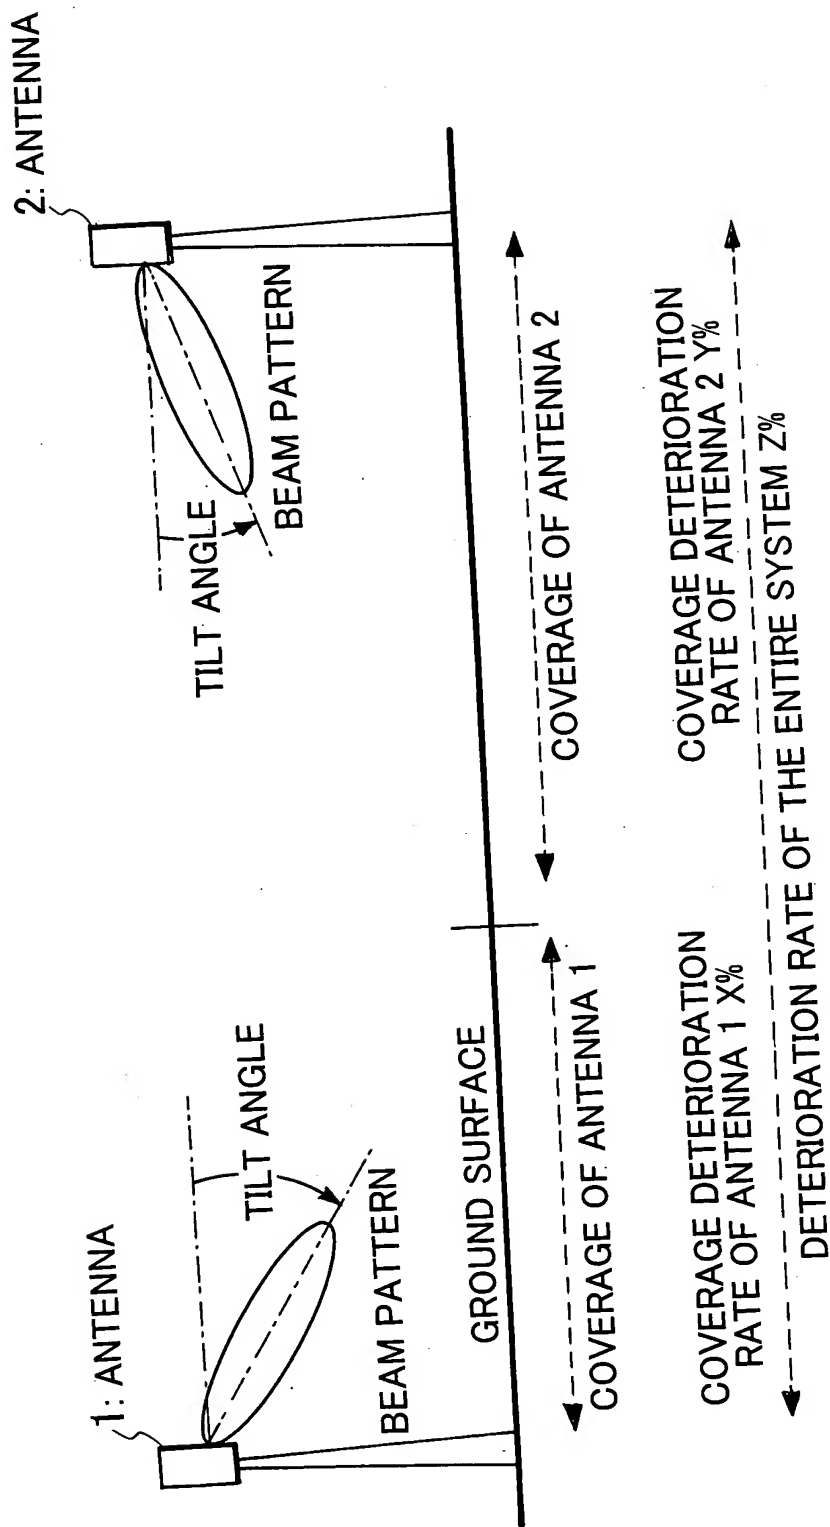 1: ANTENNA
2: ANTENNA
TILT ANGLE
TILT ANGLE
BEAM PATTERN
BEAM PATTERN
GROUND SURFACE
COVERAGE OF ANTENNA 1
COVERAGE OF ANTENNA 2
COVERAGE DETERIORATION
RATE OF ANTENNA 1 X%
COVERAGE DETERIORATION
RATE OF ANTENNA 2 Y%
DETERIORATION RATE OF THE ENTIRE SYSTEM Z%